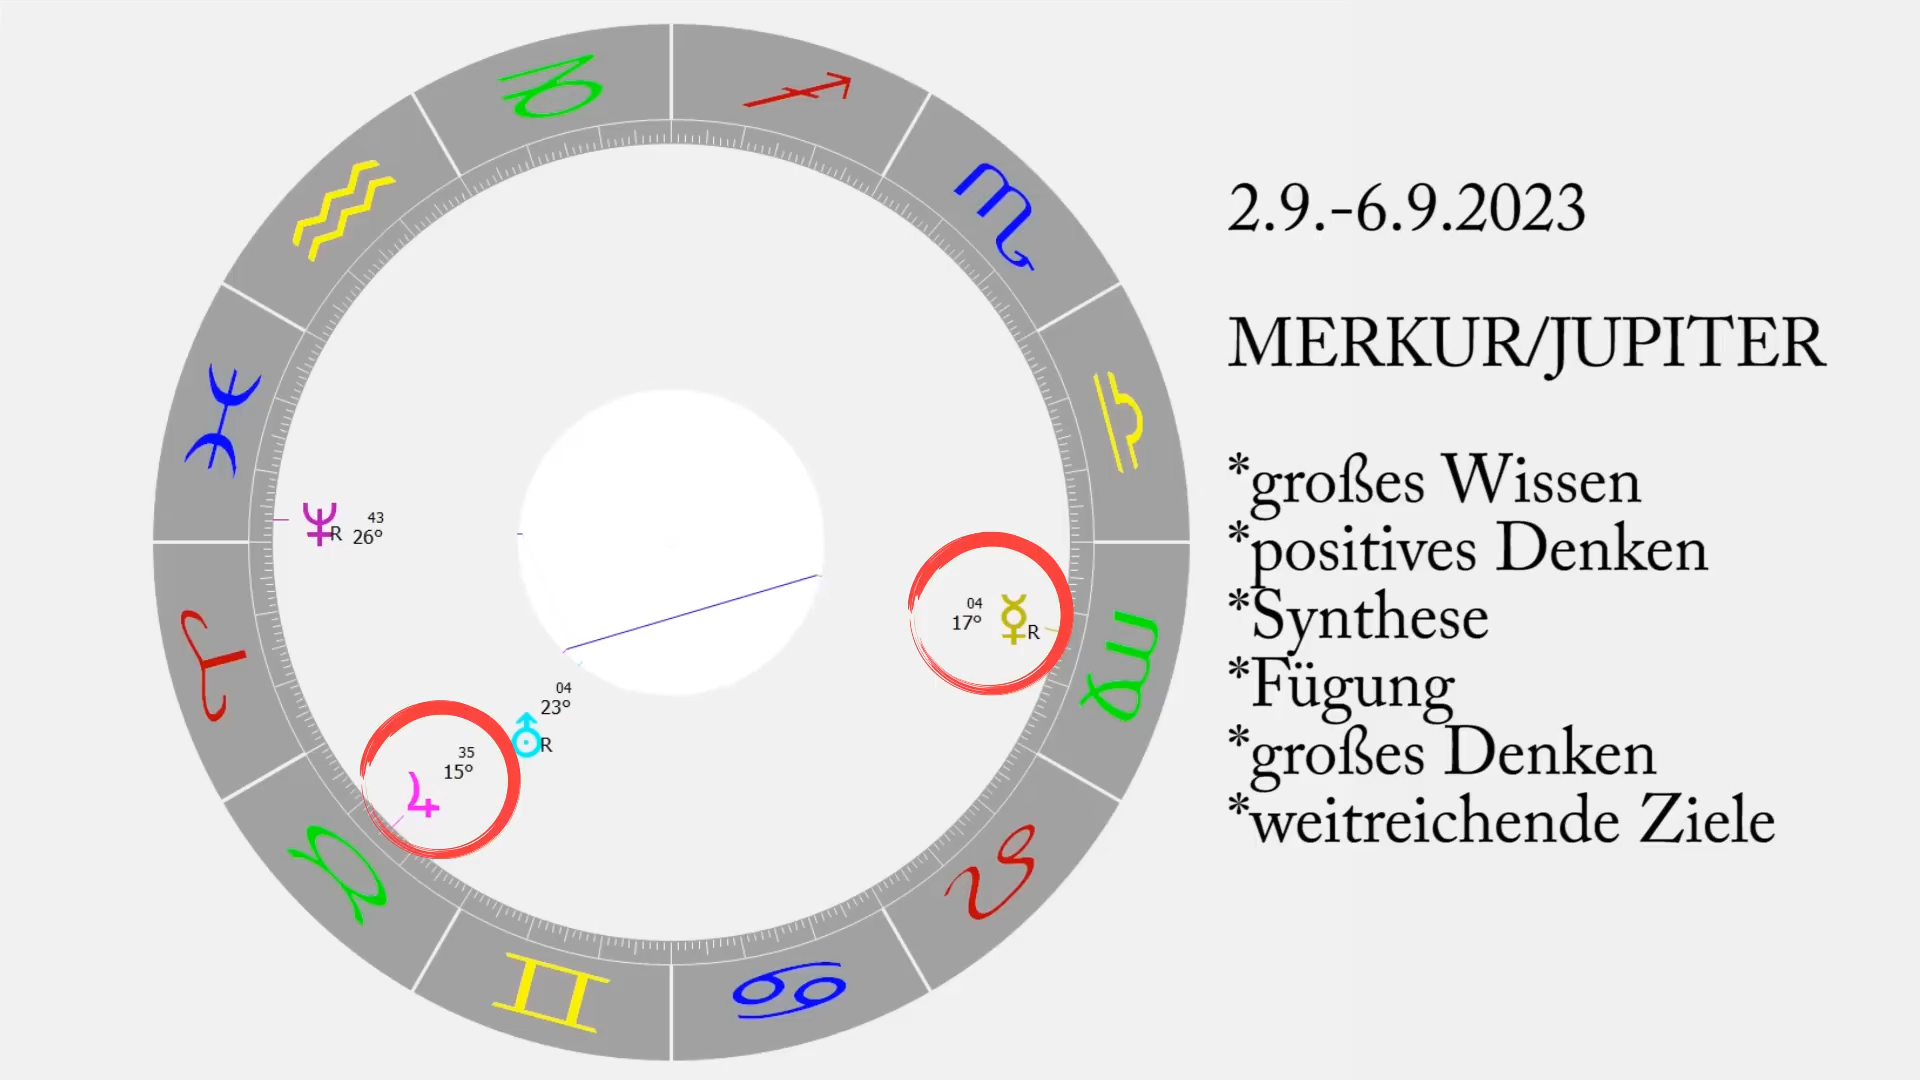 2.9.-6.9.2023
MERKUR/JUPITER
*großes Wissen
*positives Denken
*Synthese
*Fügung
*großes Denken
*weitreichende Ziele
43
R 26°
04
17° R
04
23°
R
35
15°